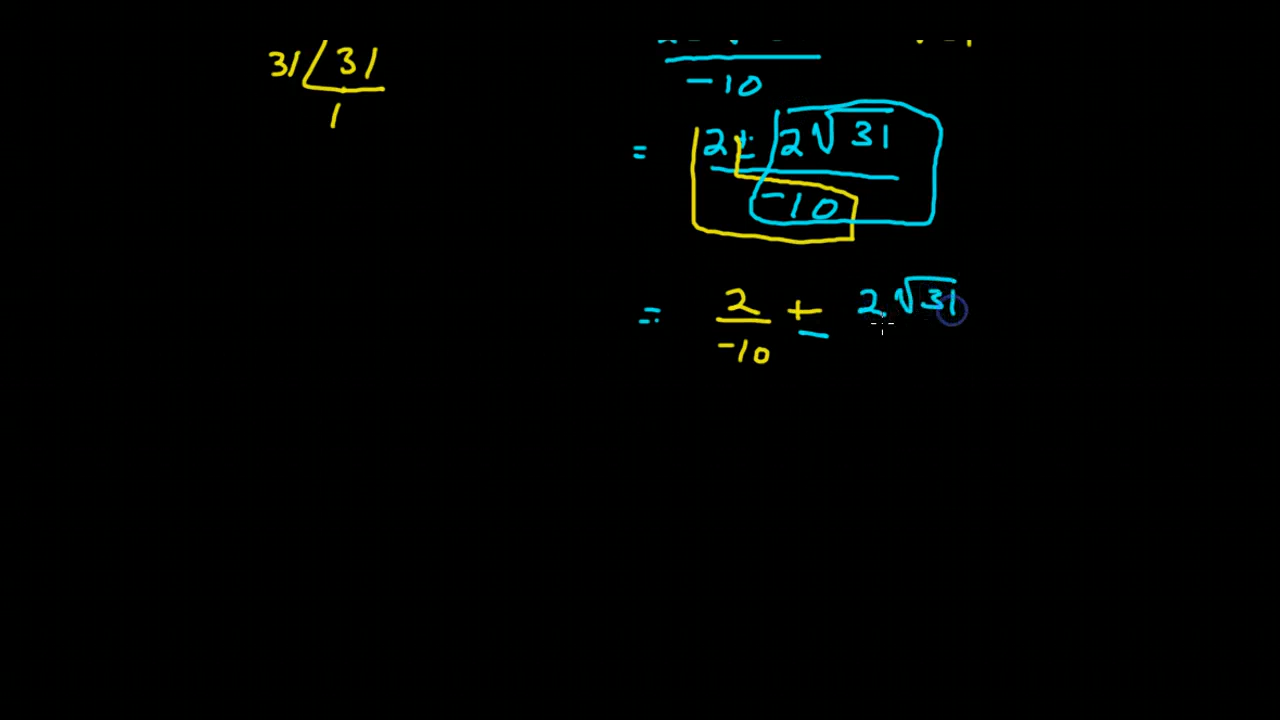 31 / 31
1
-10
= 2 ± 2√31
-10
= 2/-10 ± 2√31